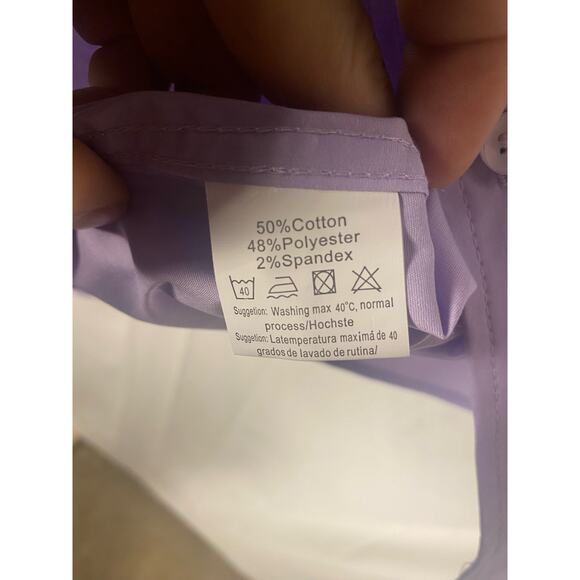 50%Cotton
48%Polyester
2%Spandex
40
Suggetion: Washing max 40°C, normal
process/Hochste
Suggetion: Latemperatura maximá de 40
grados de lavado de rutina/